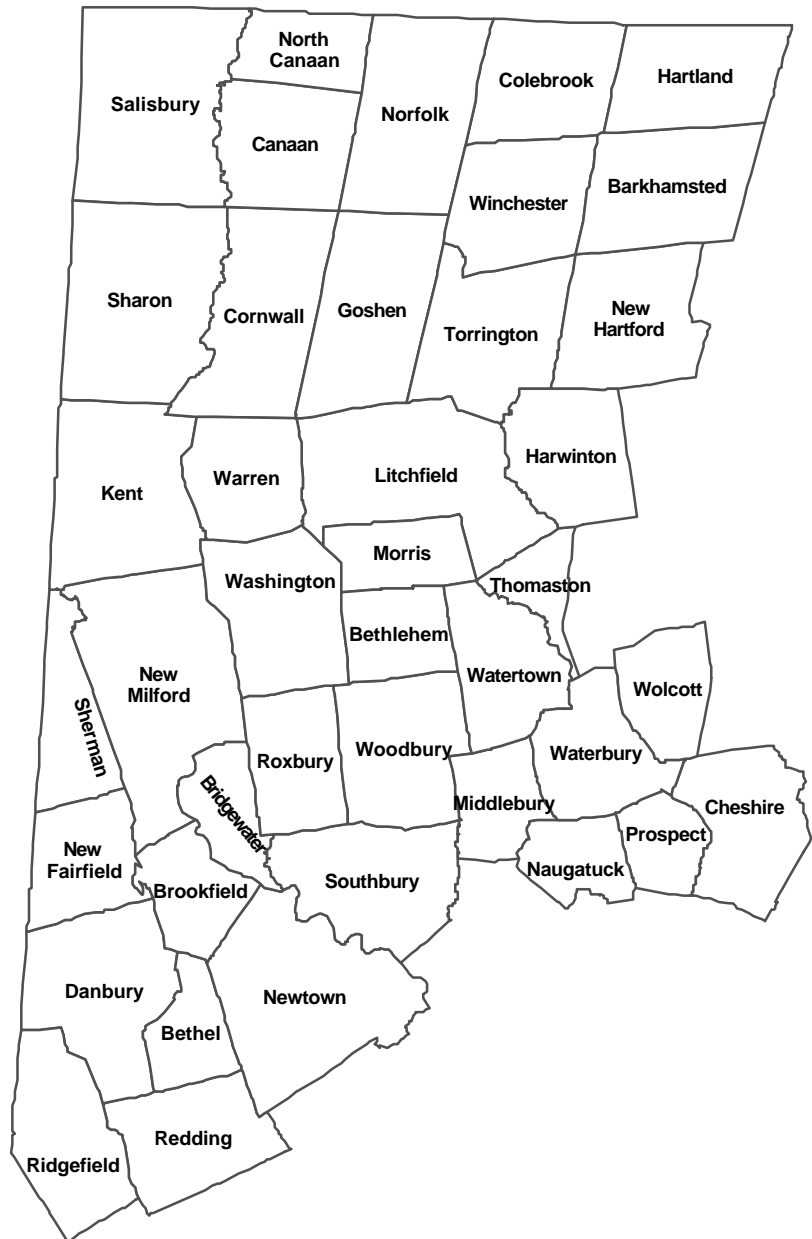 North
Canaan
Colebrook
Hartland
Salisbury
Norfolk
Canaan
Winchester
Barkhamsted
Sharon
Cornwall
Goshen
Torrington
New
Hartford
Kent
Warren
Litchfield
Harwinton
Morris
Washington
Thomaston
Bethlehem
New
Milford
Watertown
Wolcott
Sherman
Roxbury
Woodbury
Waterbury
Bridgewater
Middlebury
Cheshire
New
Fairfield
Prospect
Brookfield
Southbury
Naugatuck
Danbury
Newtown
Bethel
Redding
Ridgefield